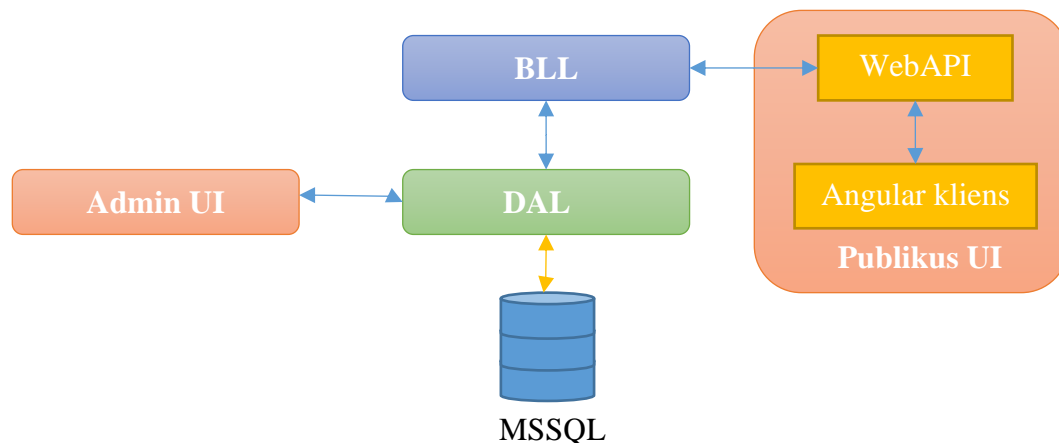 BLL
WebAPI
Admin UI
DAL
Angular kliens
Publikus UI
MSSQL